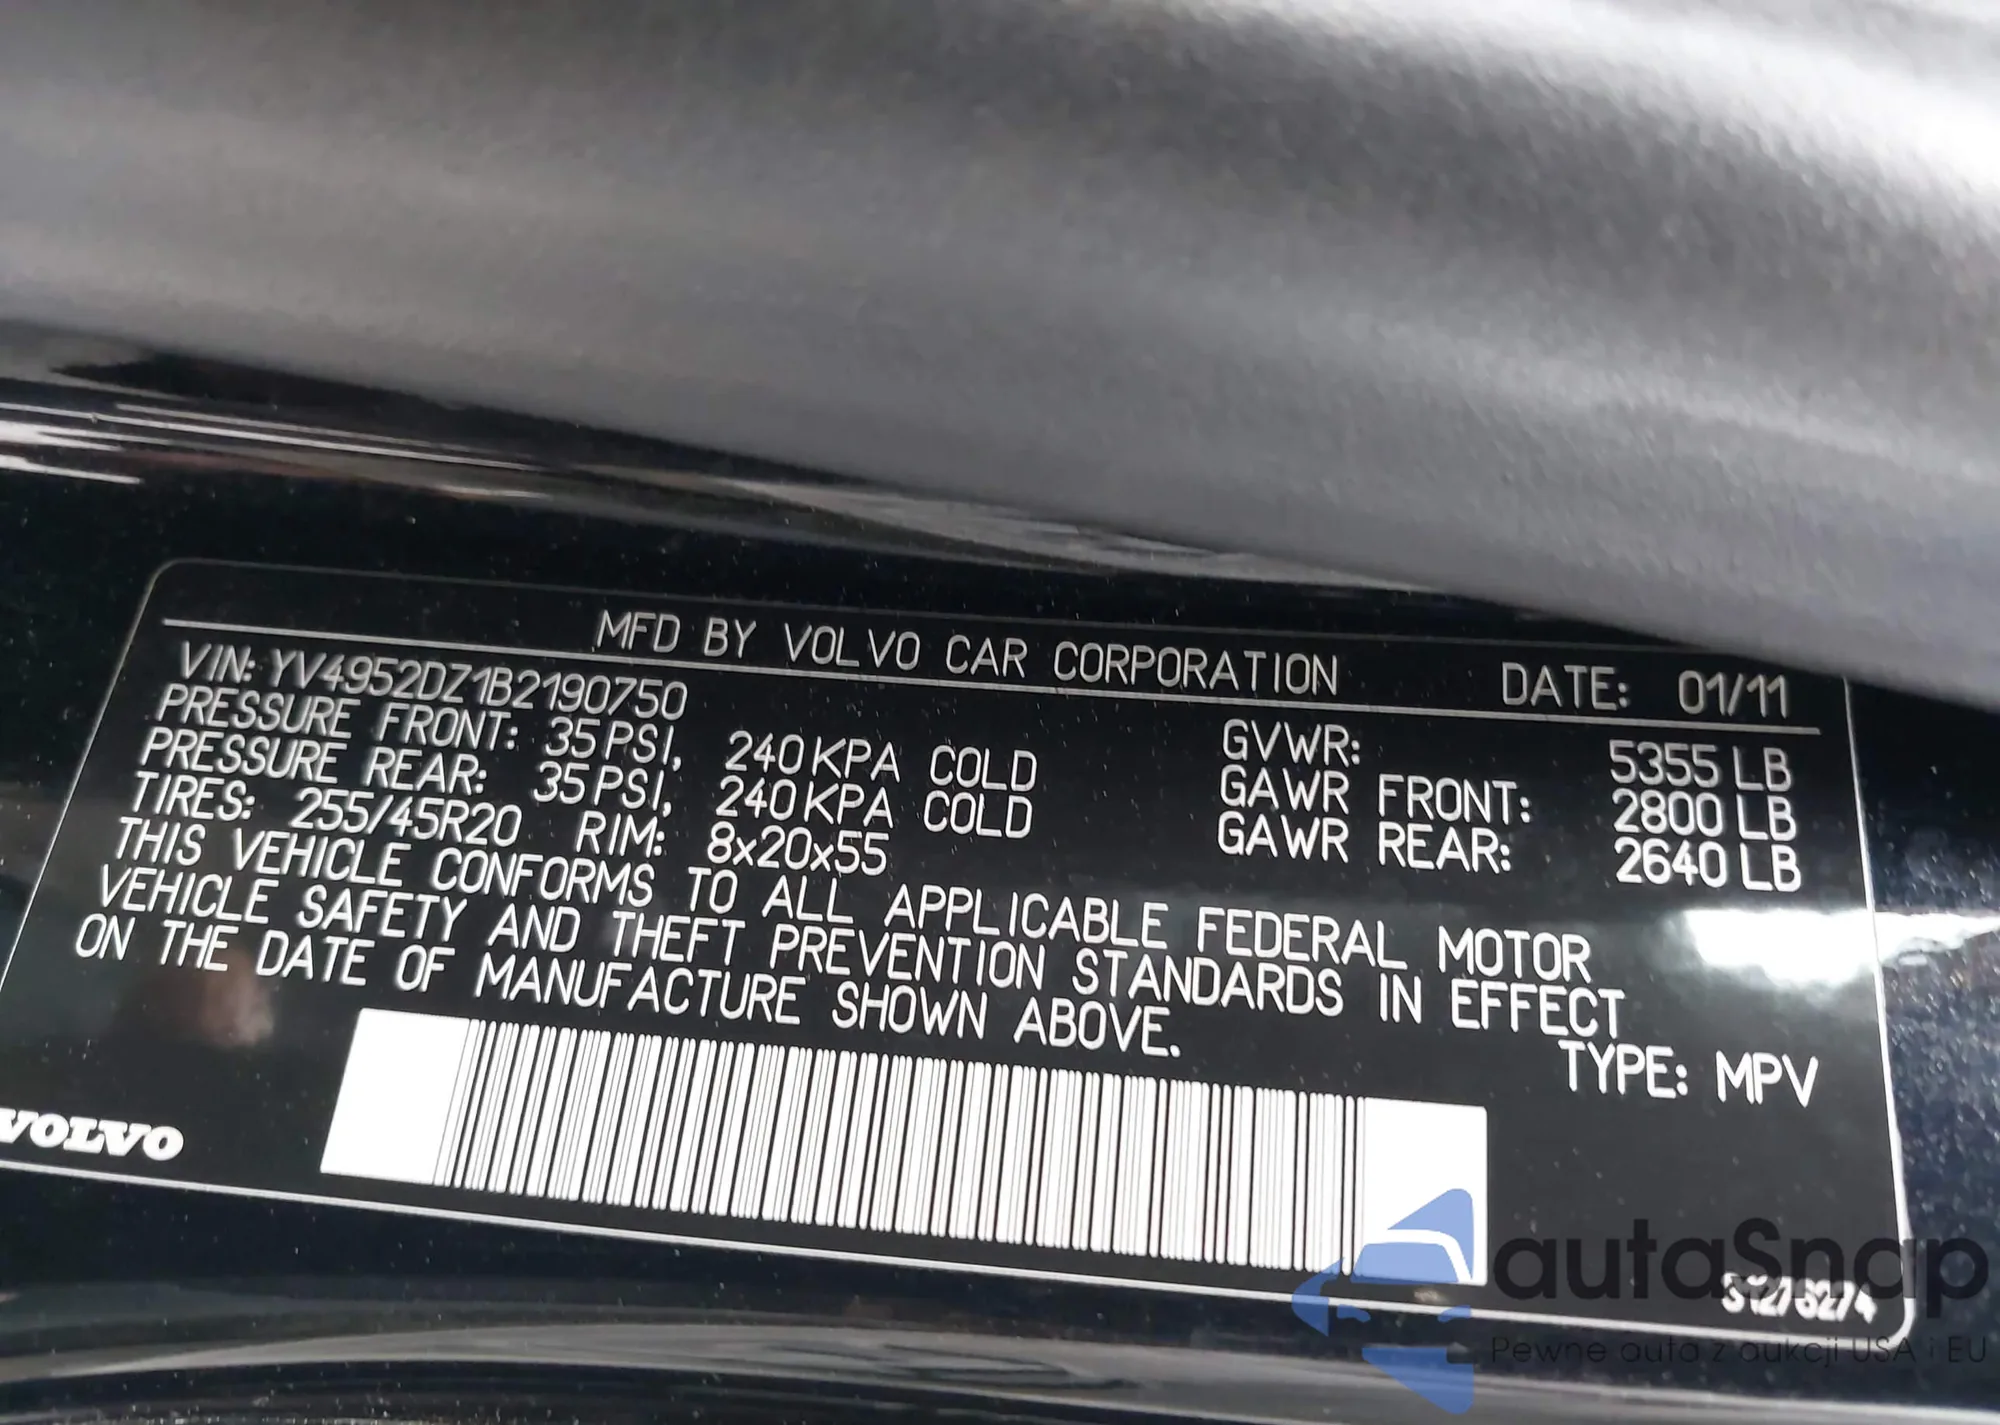 MFD BY VOLVO CAR CORPORATION DATE: 01/11
VIN: YV4952DZ1B2190750
PRESSURE FRONT: 35 PSI, 240 KPA COLD GVWR: 5355 LB
PRESSURE REAR: 35 PSI, 240 KPA COLD GAWR FRONT: 2800 LB
TIRES: 255/45R20 RIM: 8x20x55 GAWR REAR: 2640 LB
THIS VEHICLE CONFORMS TO ALL APPLICABLE FEDERAL MOTOR
VEHICLE SAFETY AND THEFT PREVENTION STANDARDS IN EFFECT
ON THE DATE OF MANUFACTURE SHOWN ABOVE.
TYPE: MPV
VOLVO
autaSnap
Pewne auta z aukcji USA i EU